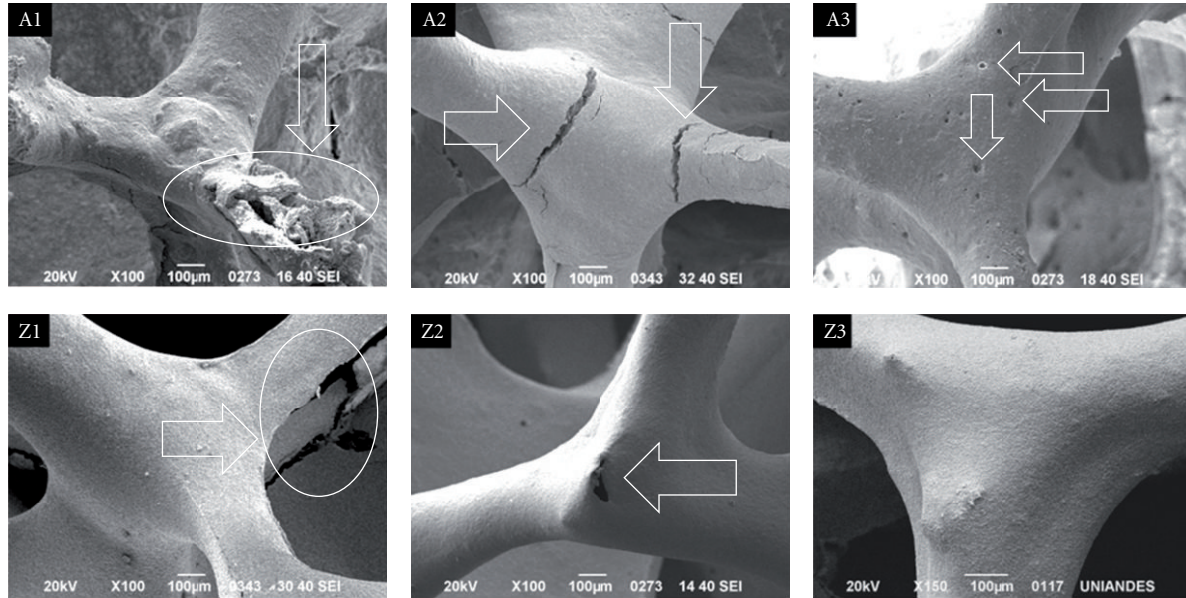 A1
20kV X100 100µm 0273 16 40 SEI
A2
20kV X100 100µm 0343 32 40 SEI
A3
20kV X100 100µm 0273 18 40 SEI
Z1
20kV X100 100µm 0343 30 40 SEI
Z2
20kV X100 100µm 0273 14 40 SEI
Z3
20kV X150 100µm 0117 UNIANDES